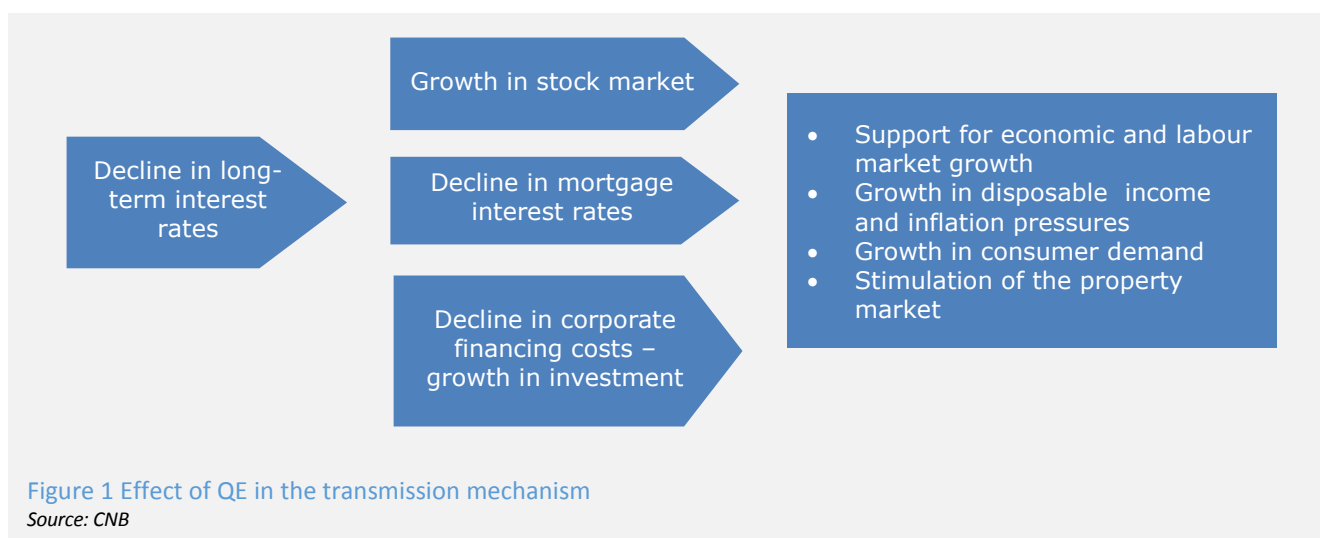 Decline in long-
term interest
rates
Growth in stock market
Decline in mortgage
interest rates
Decline in corporate
financing costs –
growth in investment
• Support for economic and labour
market growth
• Growth in disposable income
and inflation pressures
• Growth in consumer demand
• Stimulation of the property
market
Figure 1 Effect of QE in the transmission mechanism
Source: CNB